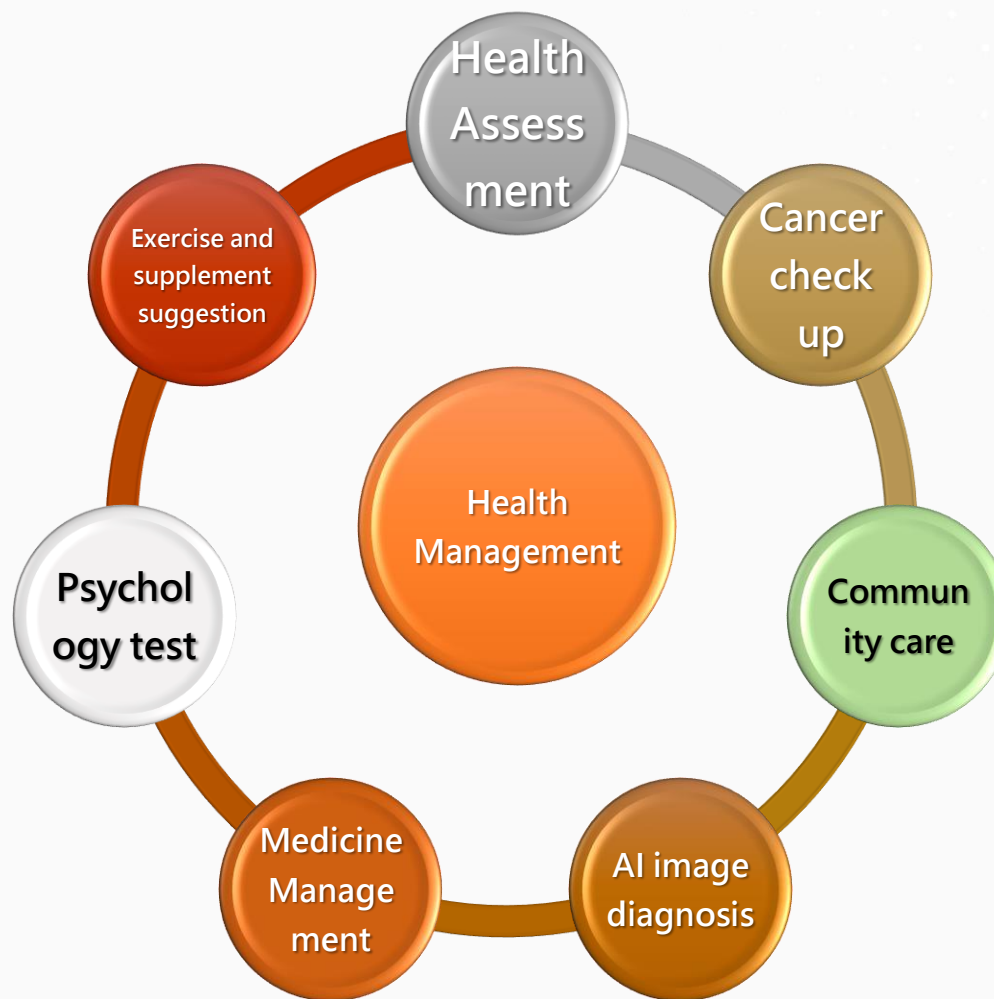 Health
Assess
ment
Cancer
check
up
Commun
ity care
AI image
diagnosis
Medicine
Manage
ment
Psychol
ogy test
Exercise and
supplement
suggestion
Health
Management